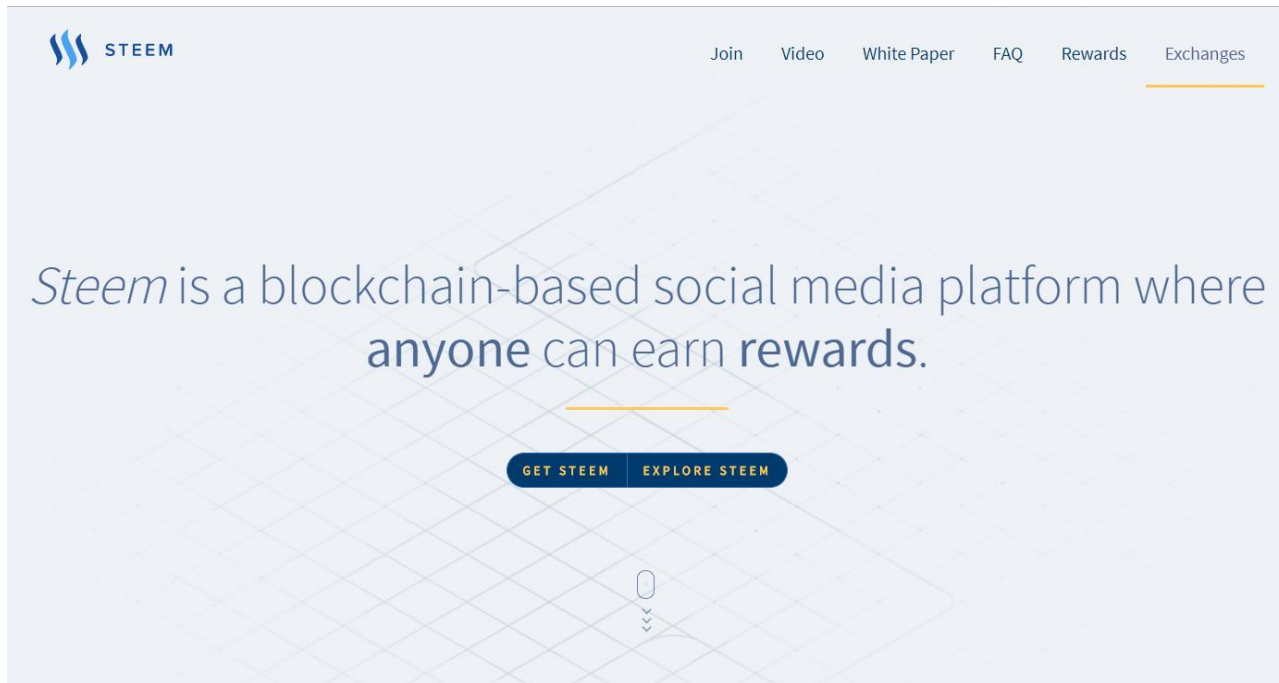 STEEM
Join Video White Paper FAQ Rewards Exchanges
Steem is a blockchain-based social media platform where
anyone can earn rewards.
GET STEEM EXPLORE STEEM